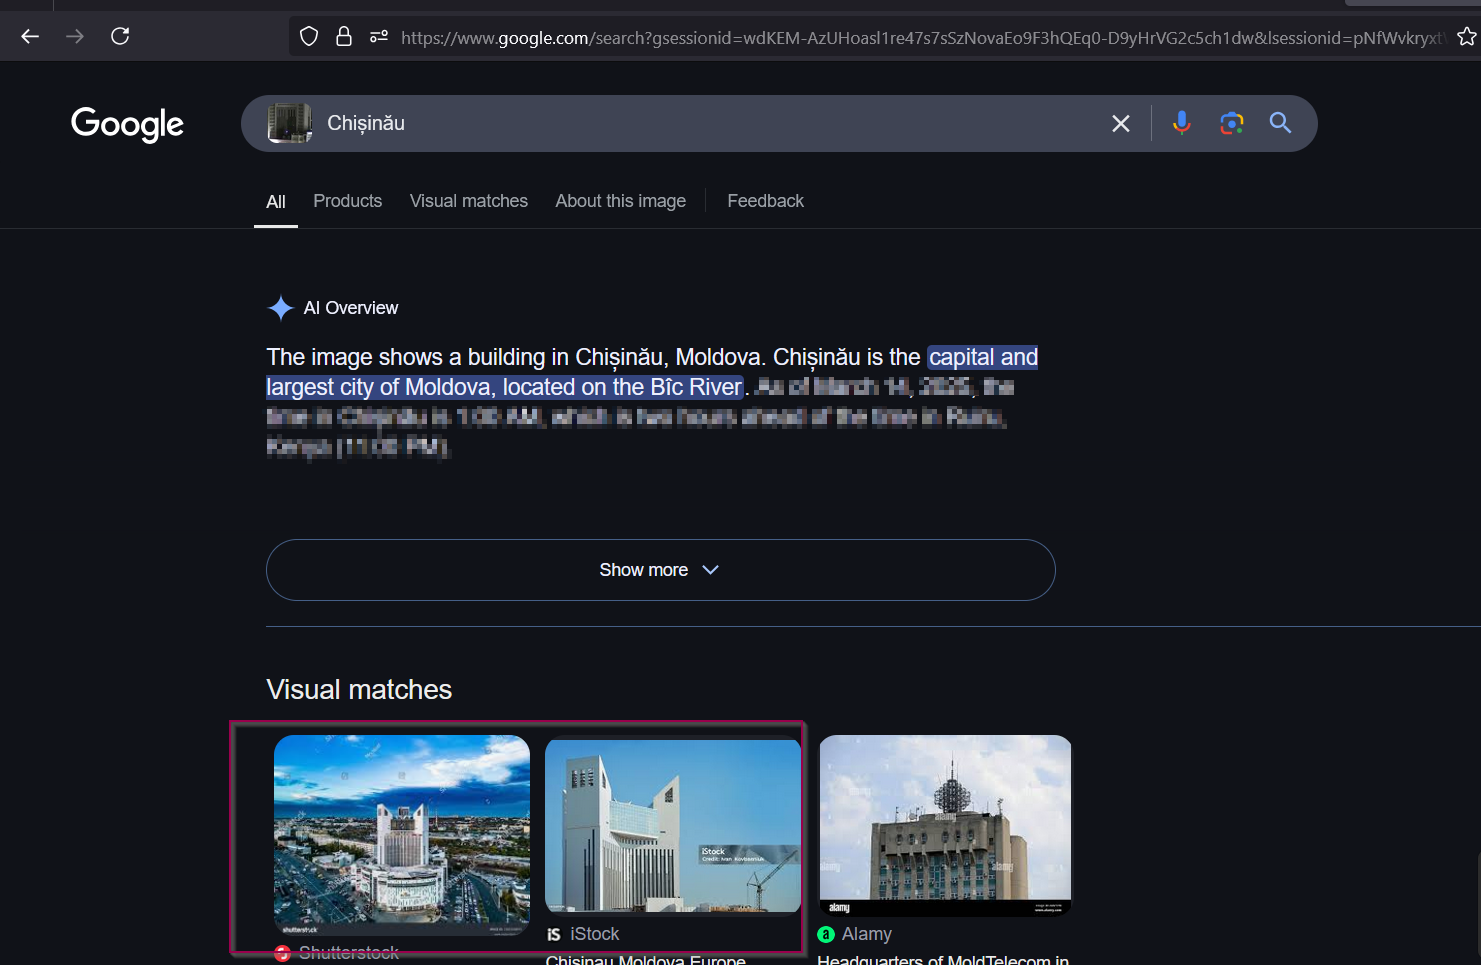 https://www.google.com/search?gsessionid=wdKEM-AzUHoasl1re47s7sSzNovaEo9F3hQEq0-D9yHrVG2c5ch1dw&lsessionid=pNfWvkryxt
Google
Chișinău
All Products Visual matches About this image Feedback
AI Overview
The image shows a building in Chișinău, Moldova. Chișinău is the capital and
largest city of Moldova, located on the Bîc River.
Show more
Visual matches
shutterstock
iStock
Credit: Ivan Kovbasniuk
alamy
alamy
alamy
alamy
Shutterstock
iS iStock
a Alamy
Chisinau Moldova Europe
Headquarters of MoldTelecom in